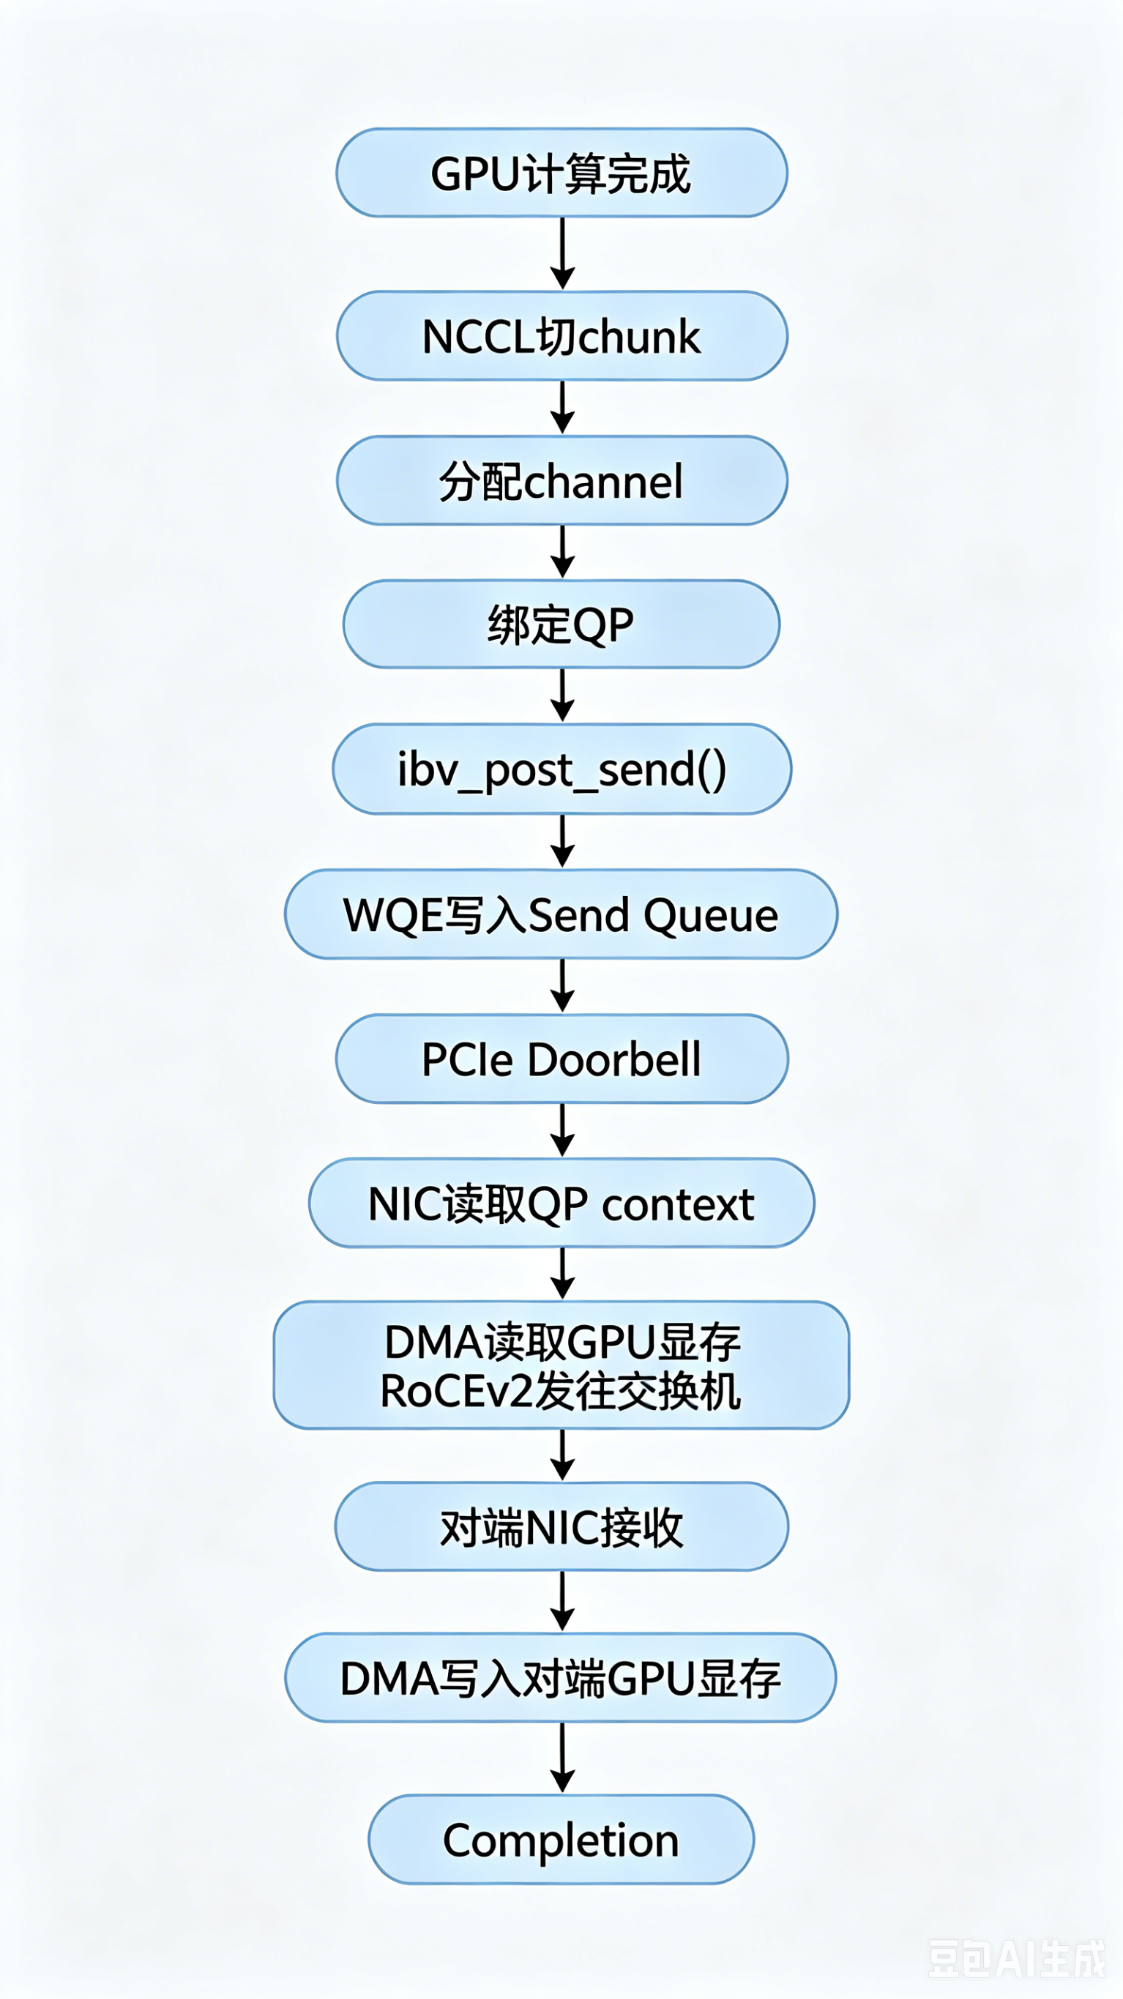 GPU计算完成
NCCL切chunk
分配channel
绑定QP
ibv_post_send()
WQE写入Send Queue
PCIe Doorbell
NIC读取QP context
DMA读取GPU显存
RoCEv2发往交换机
对端NIC接收
DMA写入对端GPU显存
Completion
豆包AI生成